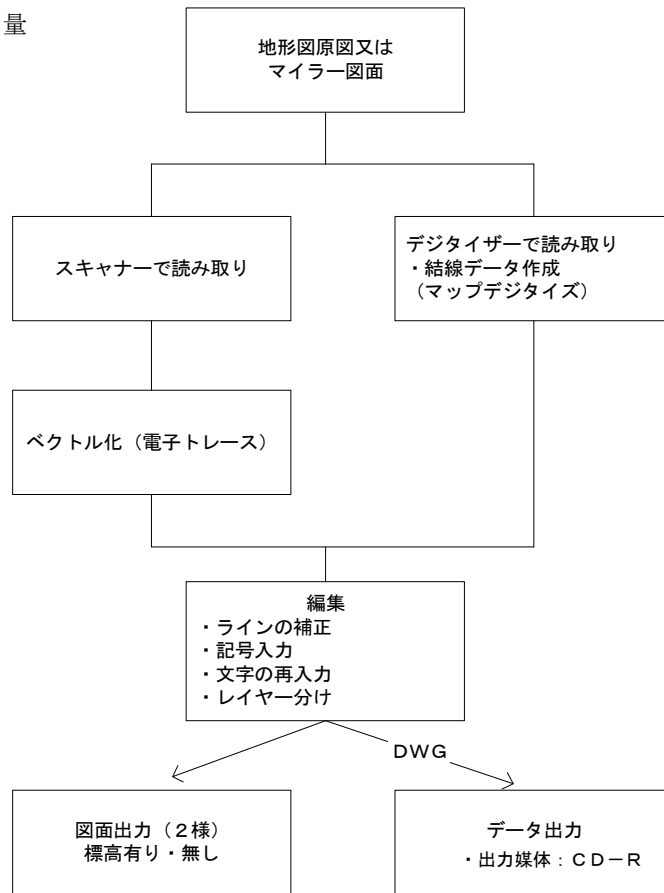 量
地形図原図又は
マイラー図面
スキャナーで読み取り
デジタイザーで読み取り
・結線データ作成
（マップデジタイズ）
ベクトル化（電子トレース）
編集
・ラインの補正
・記号入力
・文字の再入力
・レイヤー分け
ＤＷＧ
図面出力（２様）
標高有り・無し
データ出力
・出力媒体：ＣＤ－Ｒ